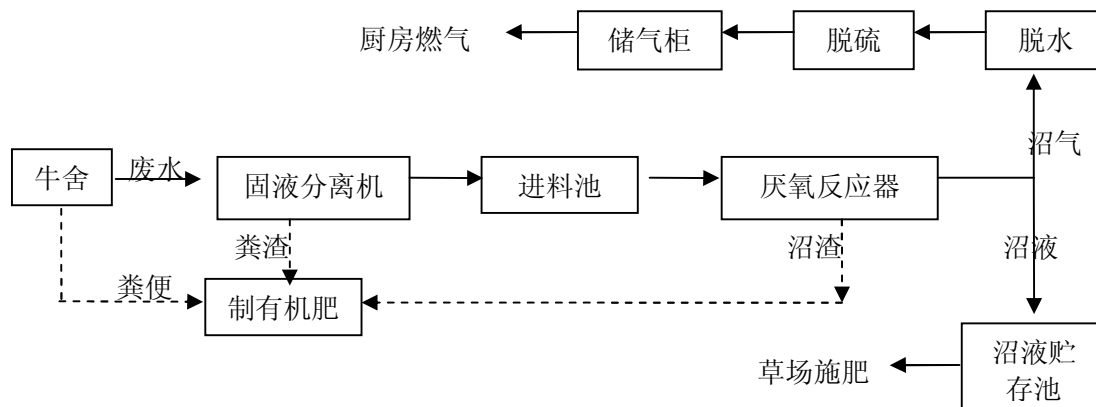 厨房燃气
储气柜
脱硫
脱水
沼气
牛舍
废水
固液分离机
进料池
厌氧反应器
粪渣
沼渣
沼液
粪便
制有机肥
草场施肥
沼液贮
存池